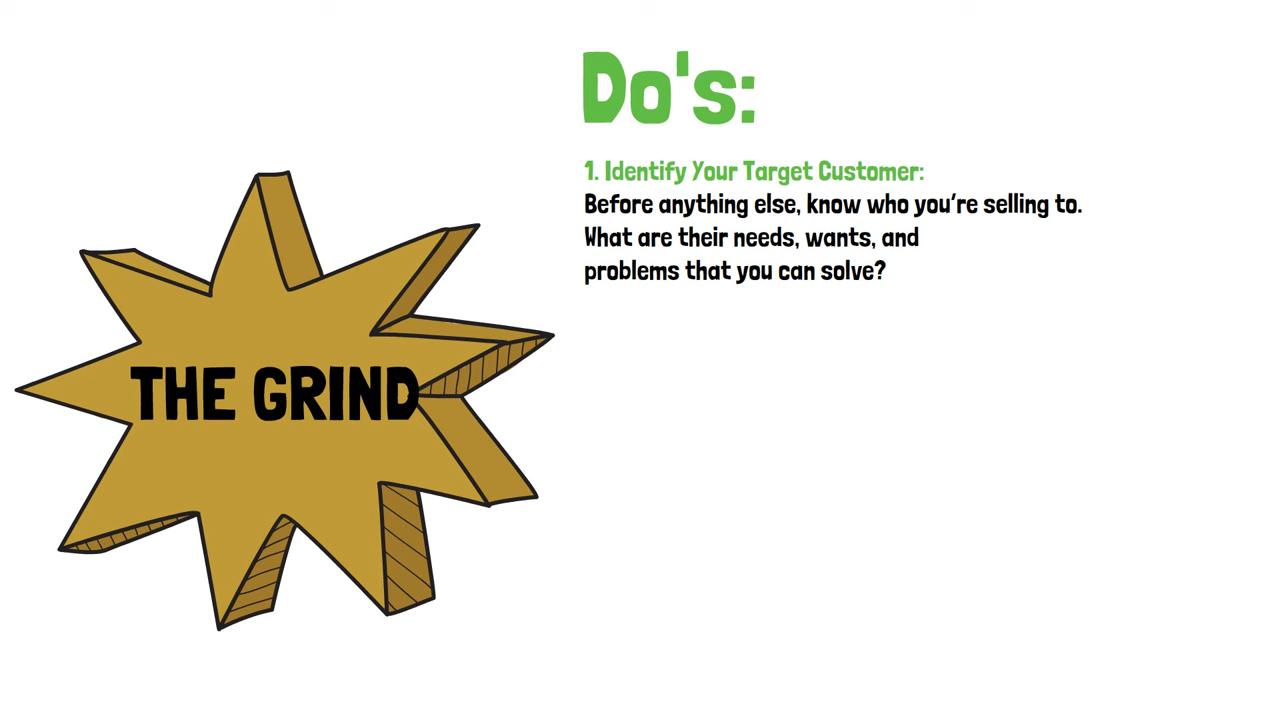 Do's:
1. Identify Your Target Customer:
Before anything else, know who you're selling to.
What are their needs, wants, and
problems that you can solve?
THE GRIND